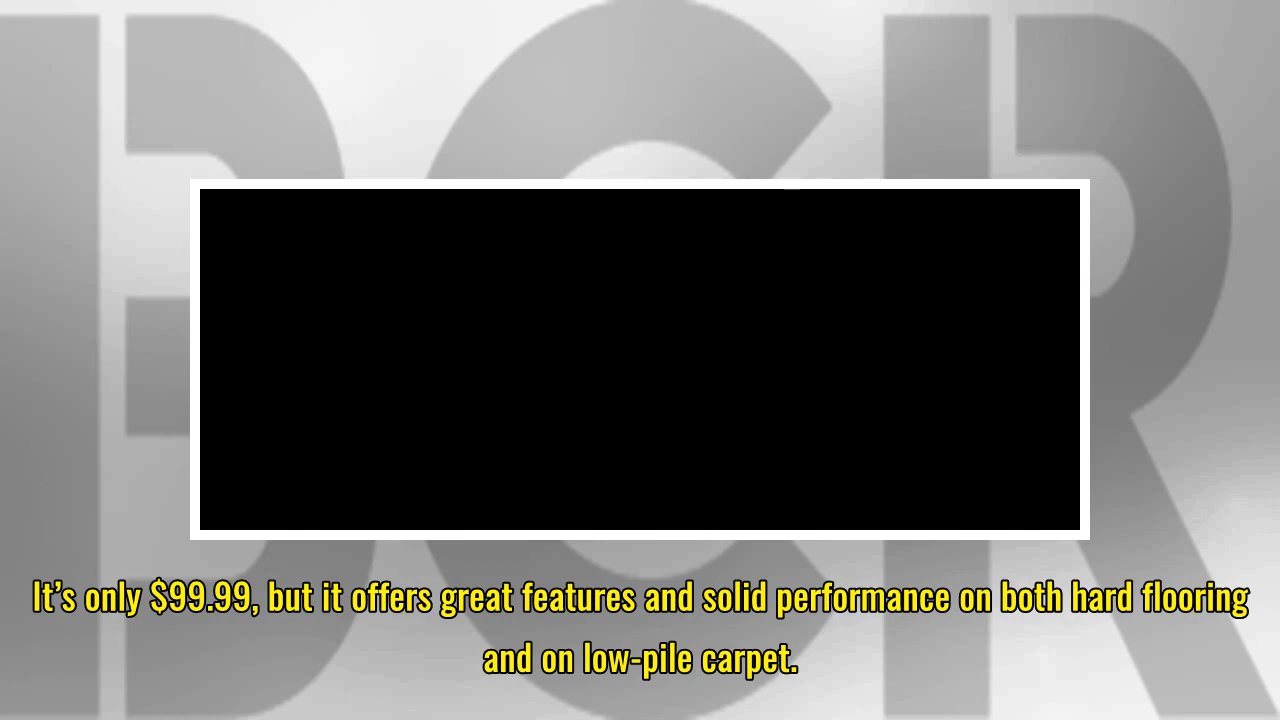 BCR
It's only $99.99, but it offers great features and solid performance on both hard flooring
and on low-pile carpet.